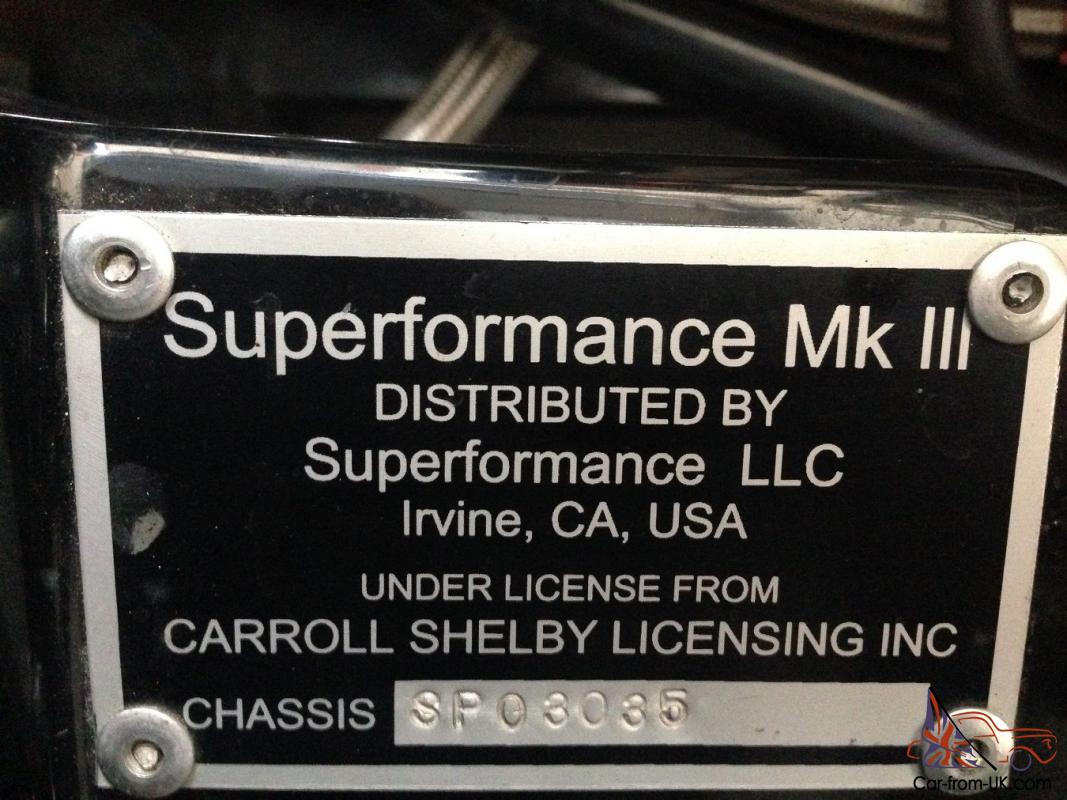 Superformance Mk III
DISTRIBUTED BY
Superformance LLC
Irvine, CA, USA
UNDER LICENSE FROM
CARROLL SHELBY LICENSING INC
CHASSIS SP03035
Car-from-UK.com